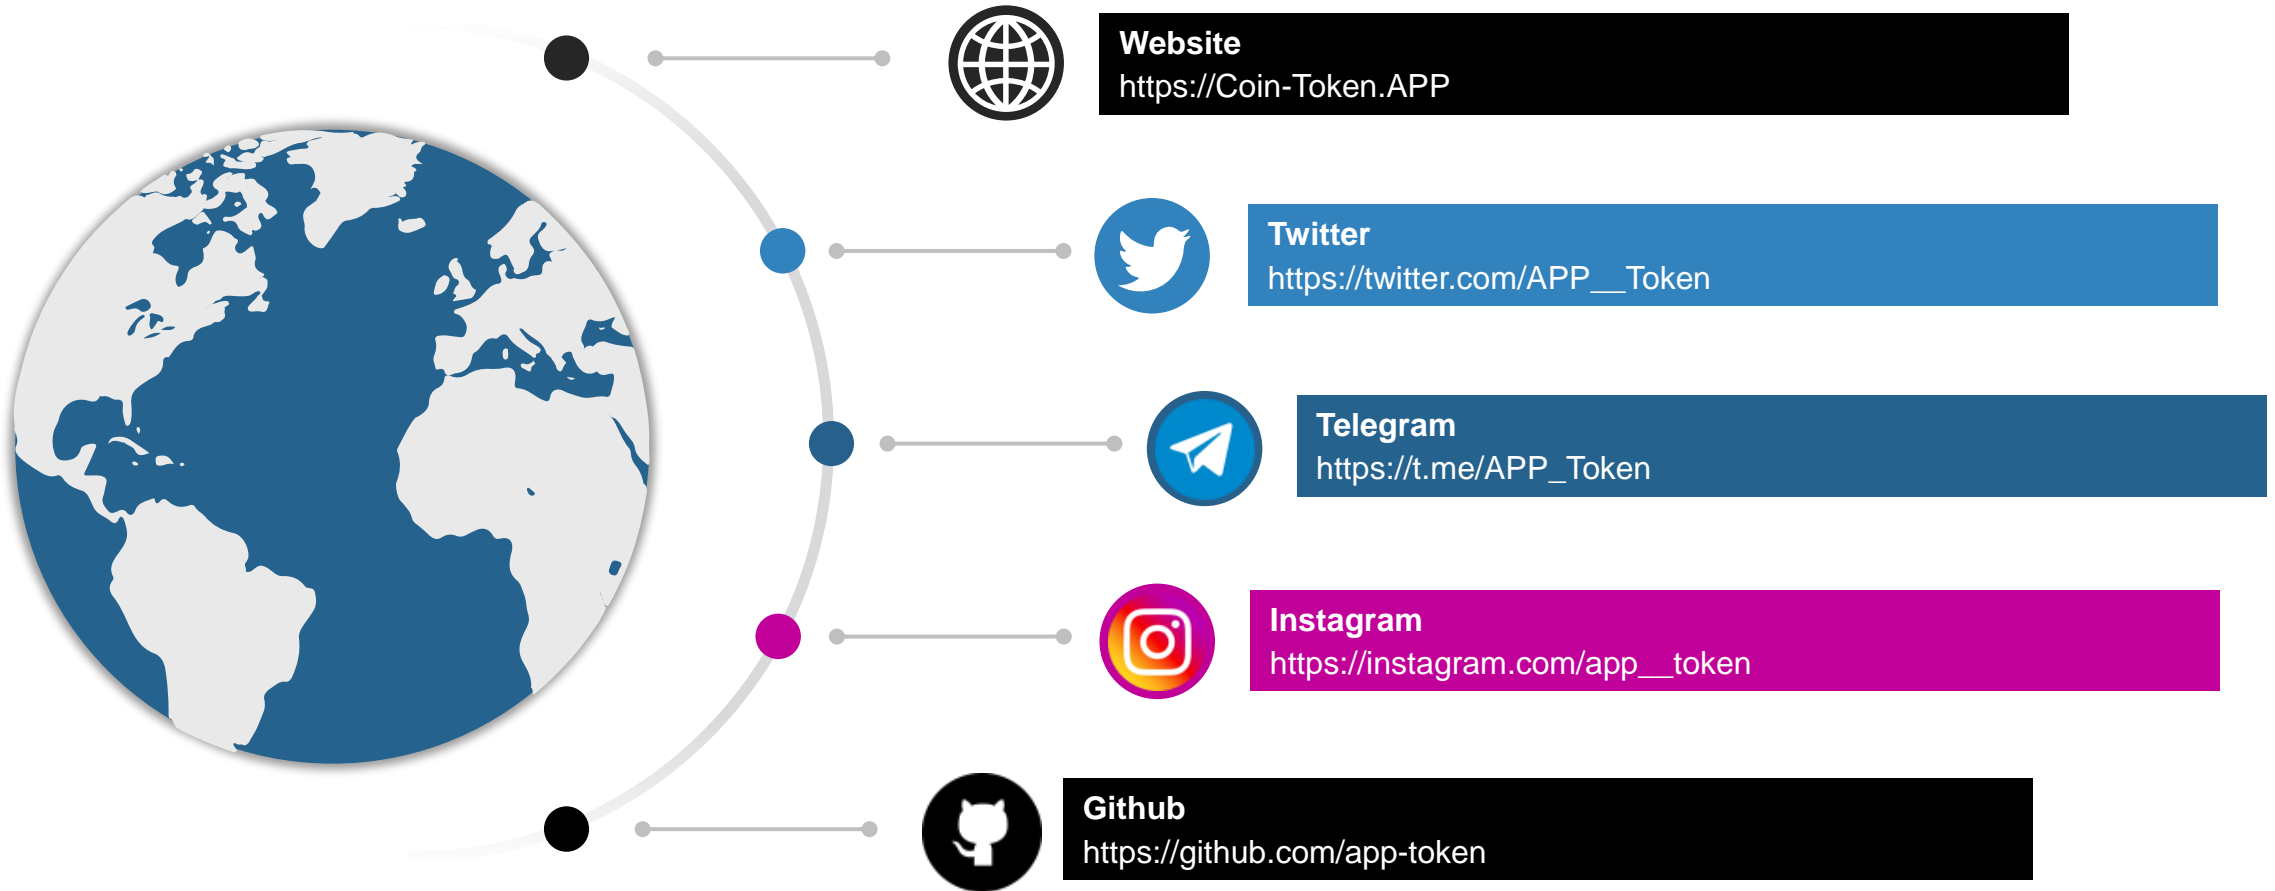 Website
https://Coin-Token.APP
Twitter
https://twitter.com/APP__Token
Telegram
https://t.me/APP_Token
Instagram
https://instagram.com/app__token
Github
https://github.com/app-token